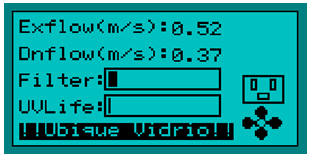 Exflow(m/s):0.52
Dnflow(m/s):0.37
Filter:
UVLife:
!!Ubique Vidrio!!